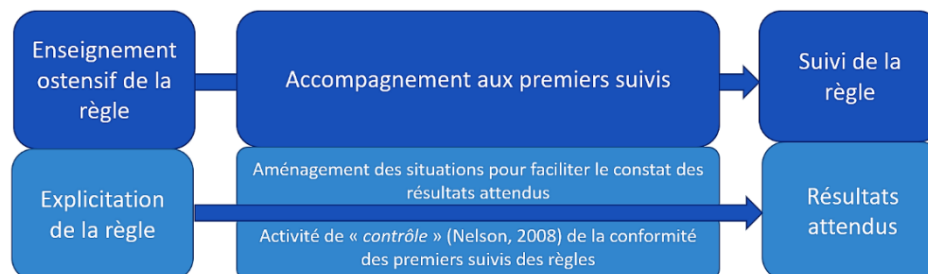 Enseignement
ostensif de la
règle
Accompagnement aux premiers suivis
Suivi de la
règle
Explicitation
de la règle
Aménagement des situations pour faciliter le constat des
résultats attendus
Activité de « contrôle » (Nelson, 2008) de la conformité
des premiers suivis des règles
Résultats
attendus